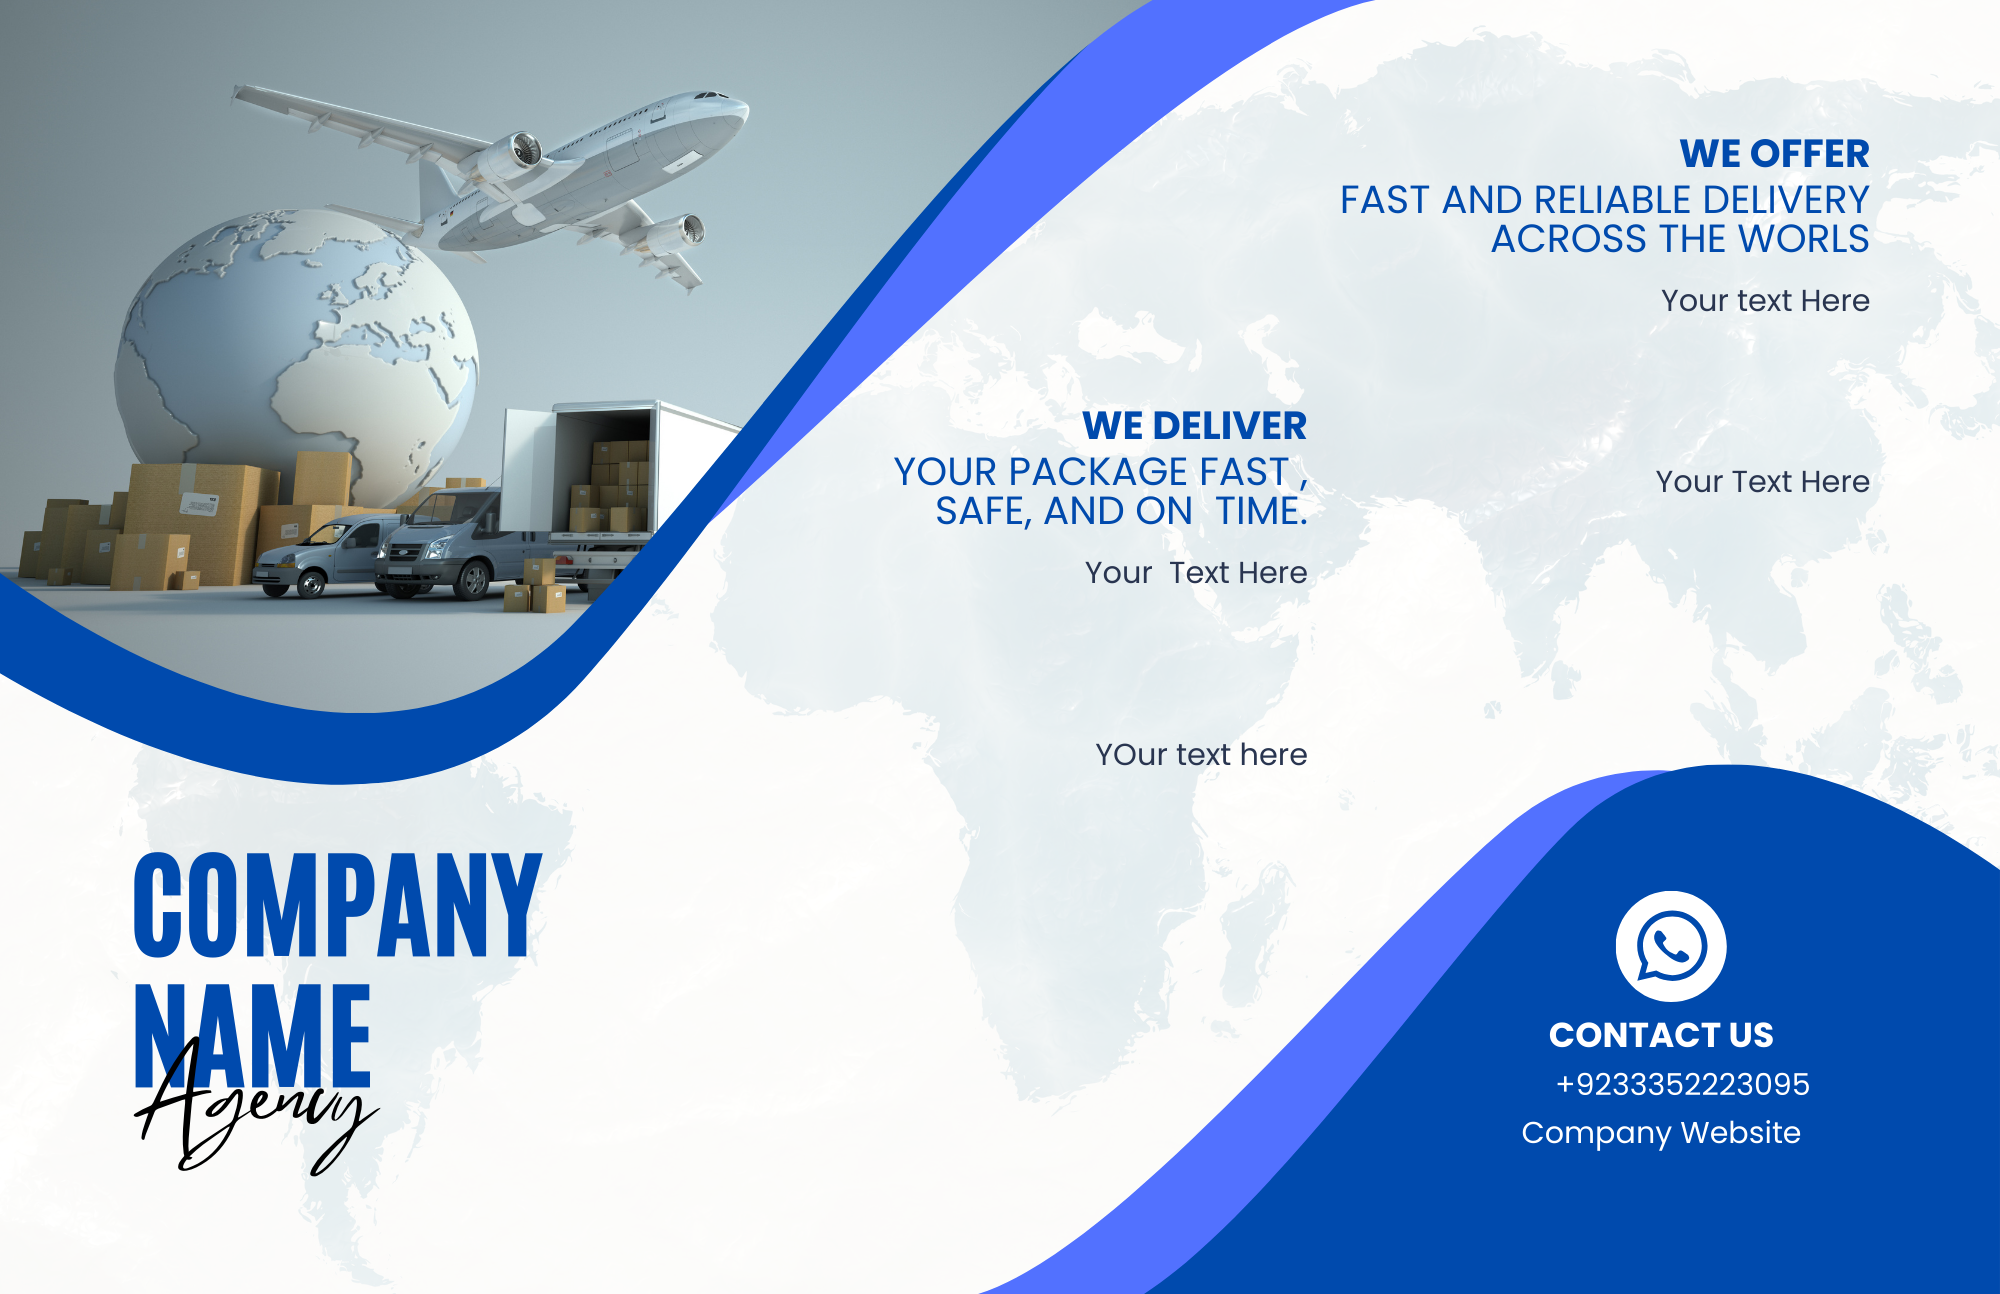 WE OFFER
FAST AND RELIABLE DELIVERY
ACROSS THE WORLS
Your text Here
Your Text Here
WE DELIVER
YOUR PACKAGE FAST ,
SAFE, AND ON  TIME.
Your  Text Here
YOur text here
COMPANY
NAME
Agency
CONTACT US
+9233352223095
Company Website